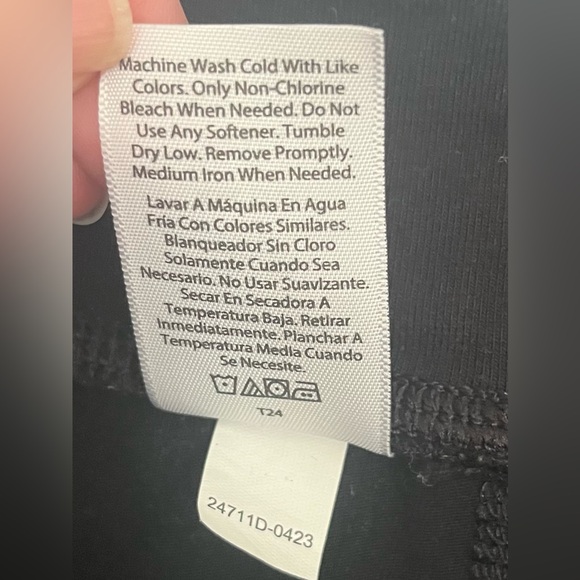 Machine Wash Cold With Like
Colors. Only Non-Chlorine
Bleach When Needed. Do Not
Use Any Softener. Tumble
Dry Low. Remove Promptly.
Medium Iron When Needed.
Lavar A Máquina En Agua
Fria Con Colores Similares.
Blanqueador Sin Cloro
Solamente Cuando Sea
Necesario. No Usar Suavizante.
Secar En Secadora A
Temperatura Baja. Retirar
Inmediatamente. Planchar A
Temperatura Media Cuando
Se Necesite.
T24
24711D-0423